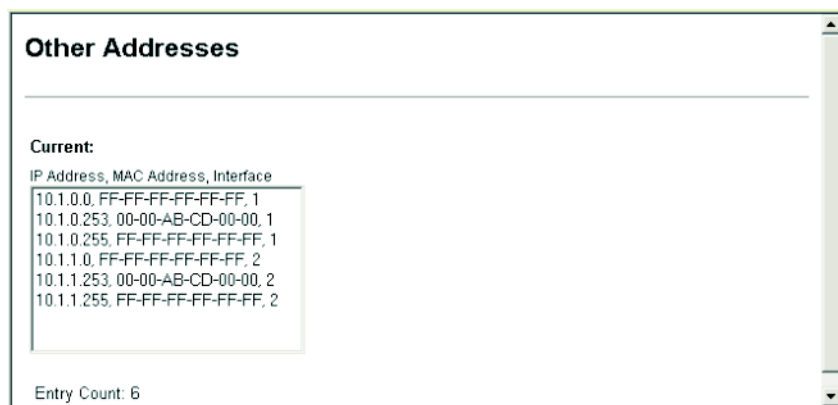 Other Addresses
Current:
IP Address, MAC Address, Interface
10.1.0.0, FF-FF-FF-FF-FF-FF, 1
10.1.0.253, 00-00-AB-CD-00-00, 1
10.1.0.255, FF-FF-FF-FF-FF-FF, 1
10.1.1.0, FF-FF-FF-FF-FF-FF, 2
10.1.1.253, 00-00-AB-CD-00-00, 2
10.1.1.255, FF-FF-FF-FF-FF-FF, 2
Entry Count: 6